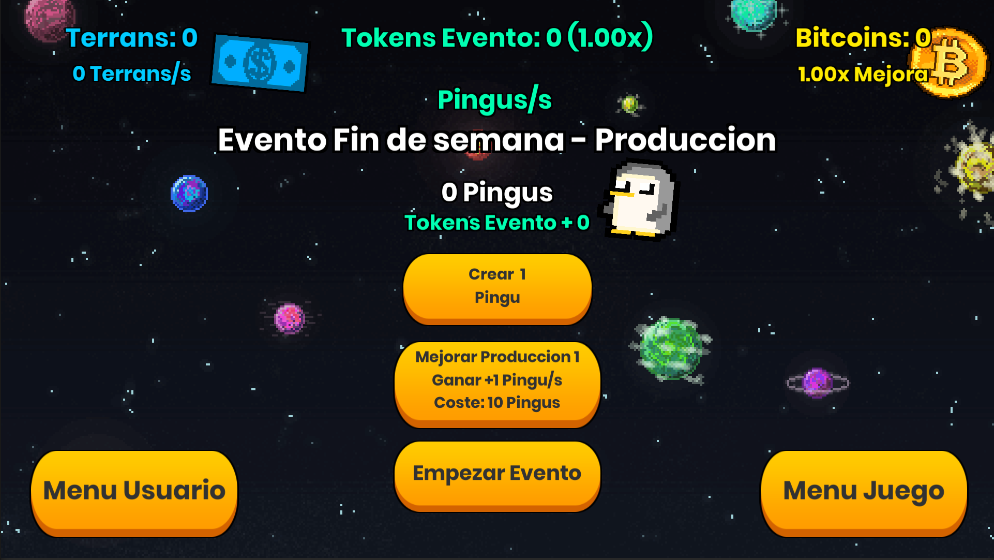 Terrans: 0
0 Terrans/s
Tokens Evento: 0 (1.00x)
Bitcoins: 0
1.00x Mejora
Pingus/s
Evento Fin de semana - Produccion
0 Pingus
Tokens Evento + 0
Crear 1
Pingu
Mejorar Produccion 1
Ganar +1 Pingu/s
Coste: 10 Pingus
Empezar Evento
Menu Usuario
Menu Juego